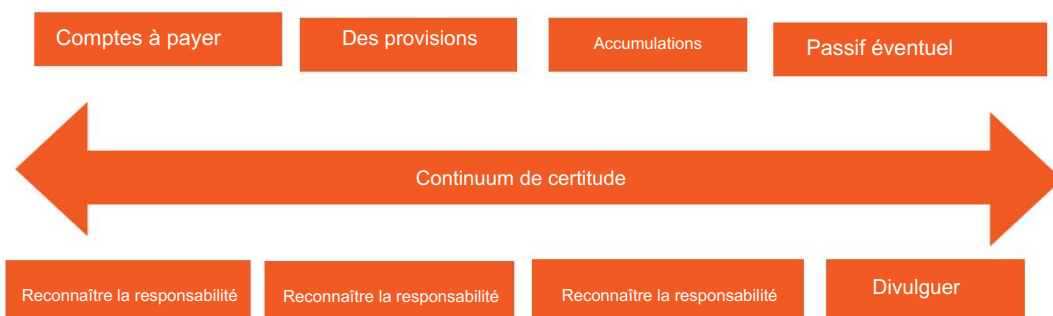 Comptes à payer
Des provisions
Accumulations
Passif éventuel
Continuum de certitude
Reconnaître la responsabilité
Reconnaître la responsabilité
Reconnaître la responsabilité
Divulguer